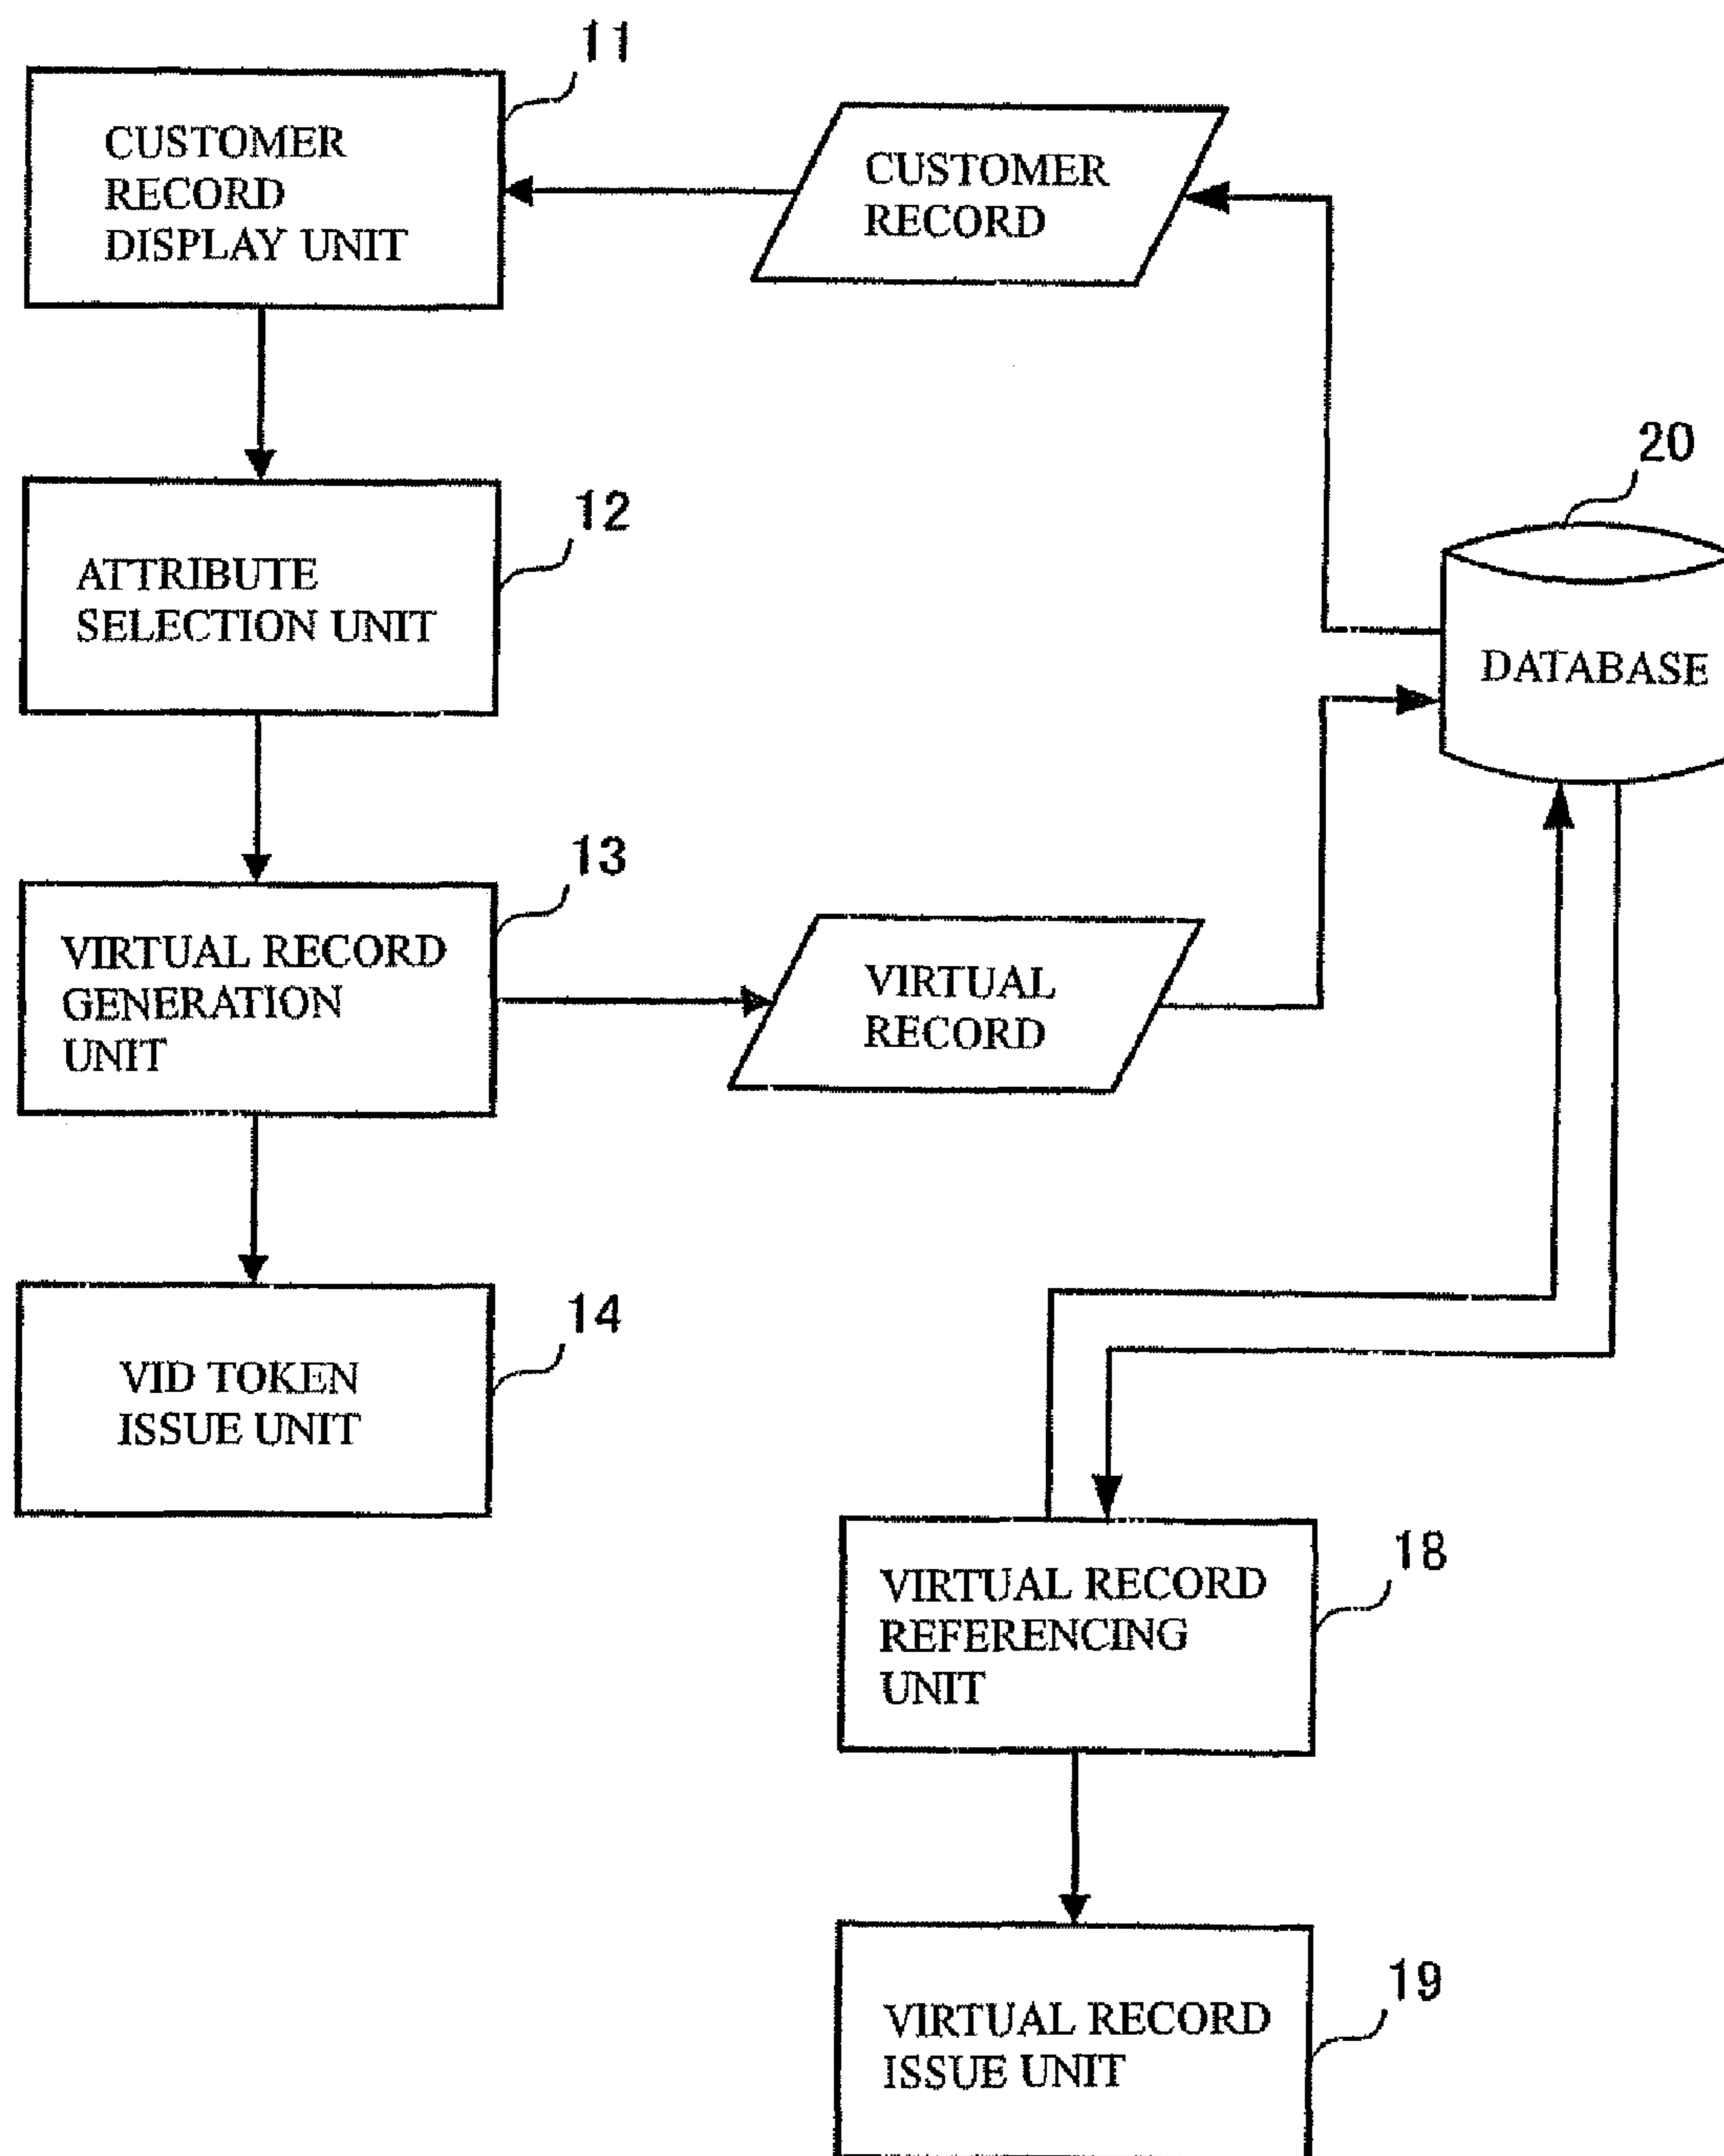 11
CUSTOMER
RECORD
DISPLAY UNIT
CUSTOMER
RECORD
12
ATTRIBUTE
SELECTION UNIT
20
DATABASE
13
VIRTUAL RECORD
GENERATION
UNIT
VIRTUAL
RECORD
14
VID TOKEN
ISSUE UNIT
18
VIRTUAL RECORD
REFERENCING
UNIT
19
VIRTUAL RECORD
ISSUE UNIT